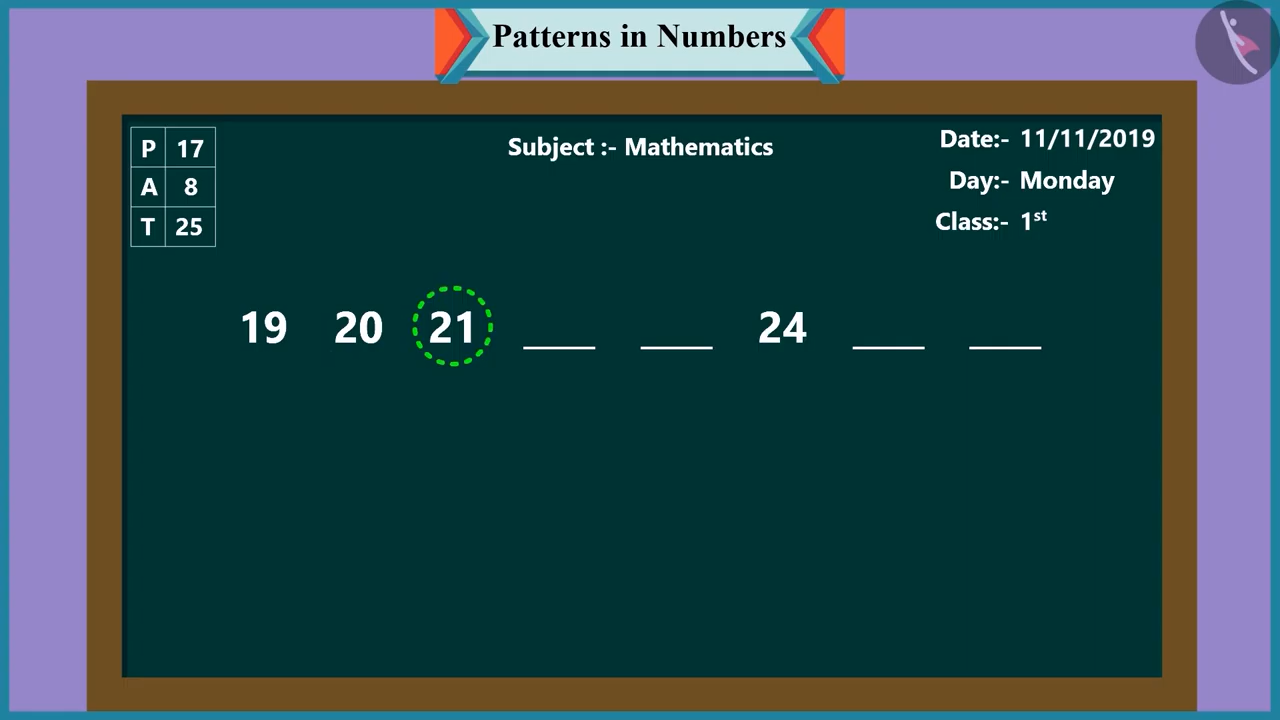 Patterns in Numbers
P 17
A 8
T 25
Subject :- Mathematics
Date:- 11/11/2019
Day:- Monday
Class:- 1st
19 20 21 ____ ____ 24 ____ ____